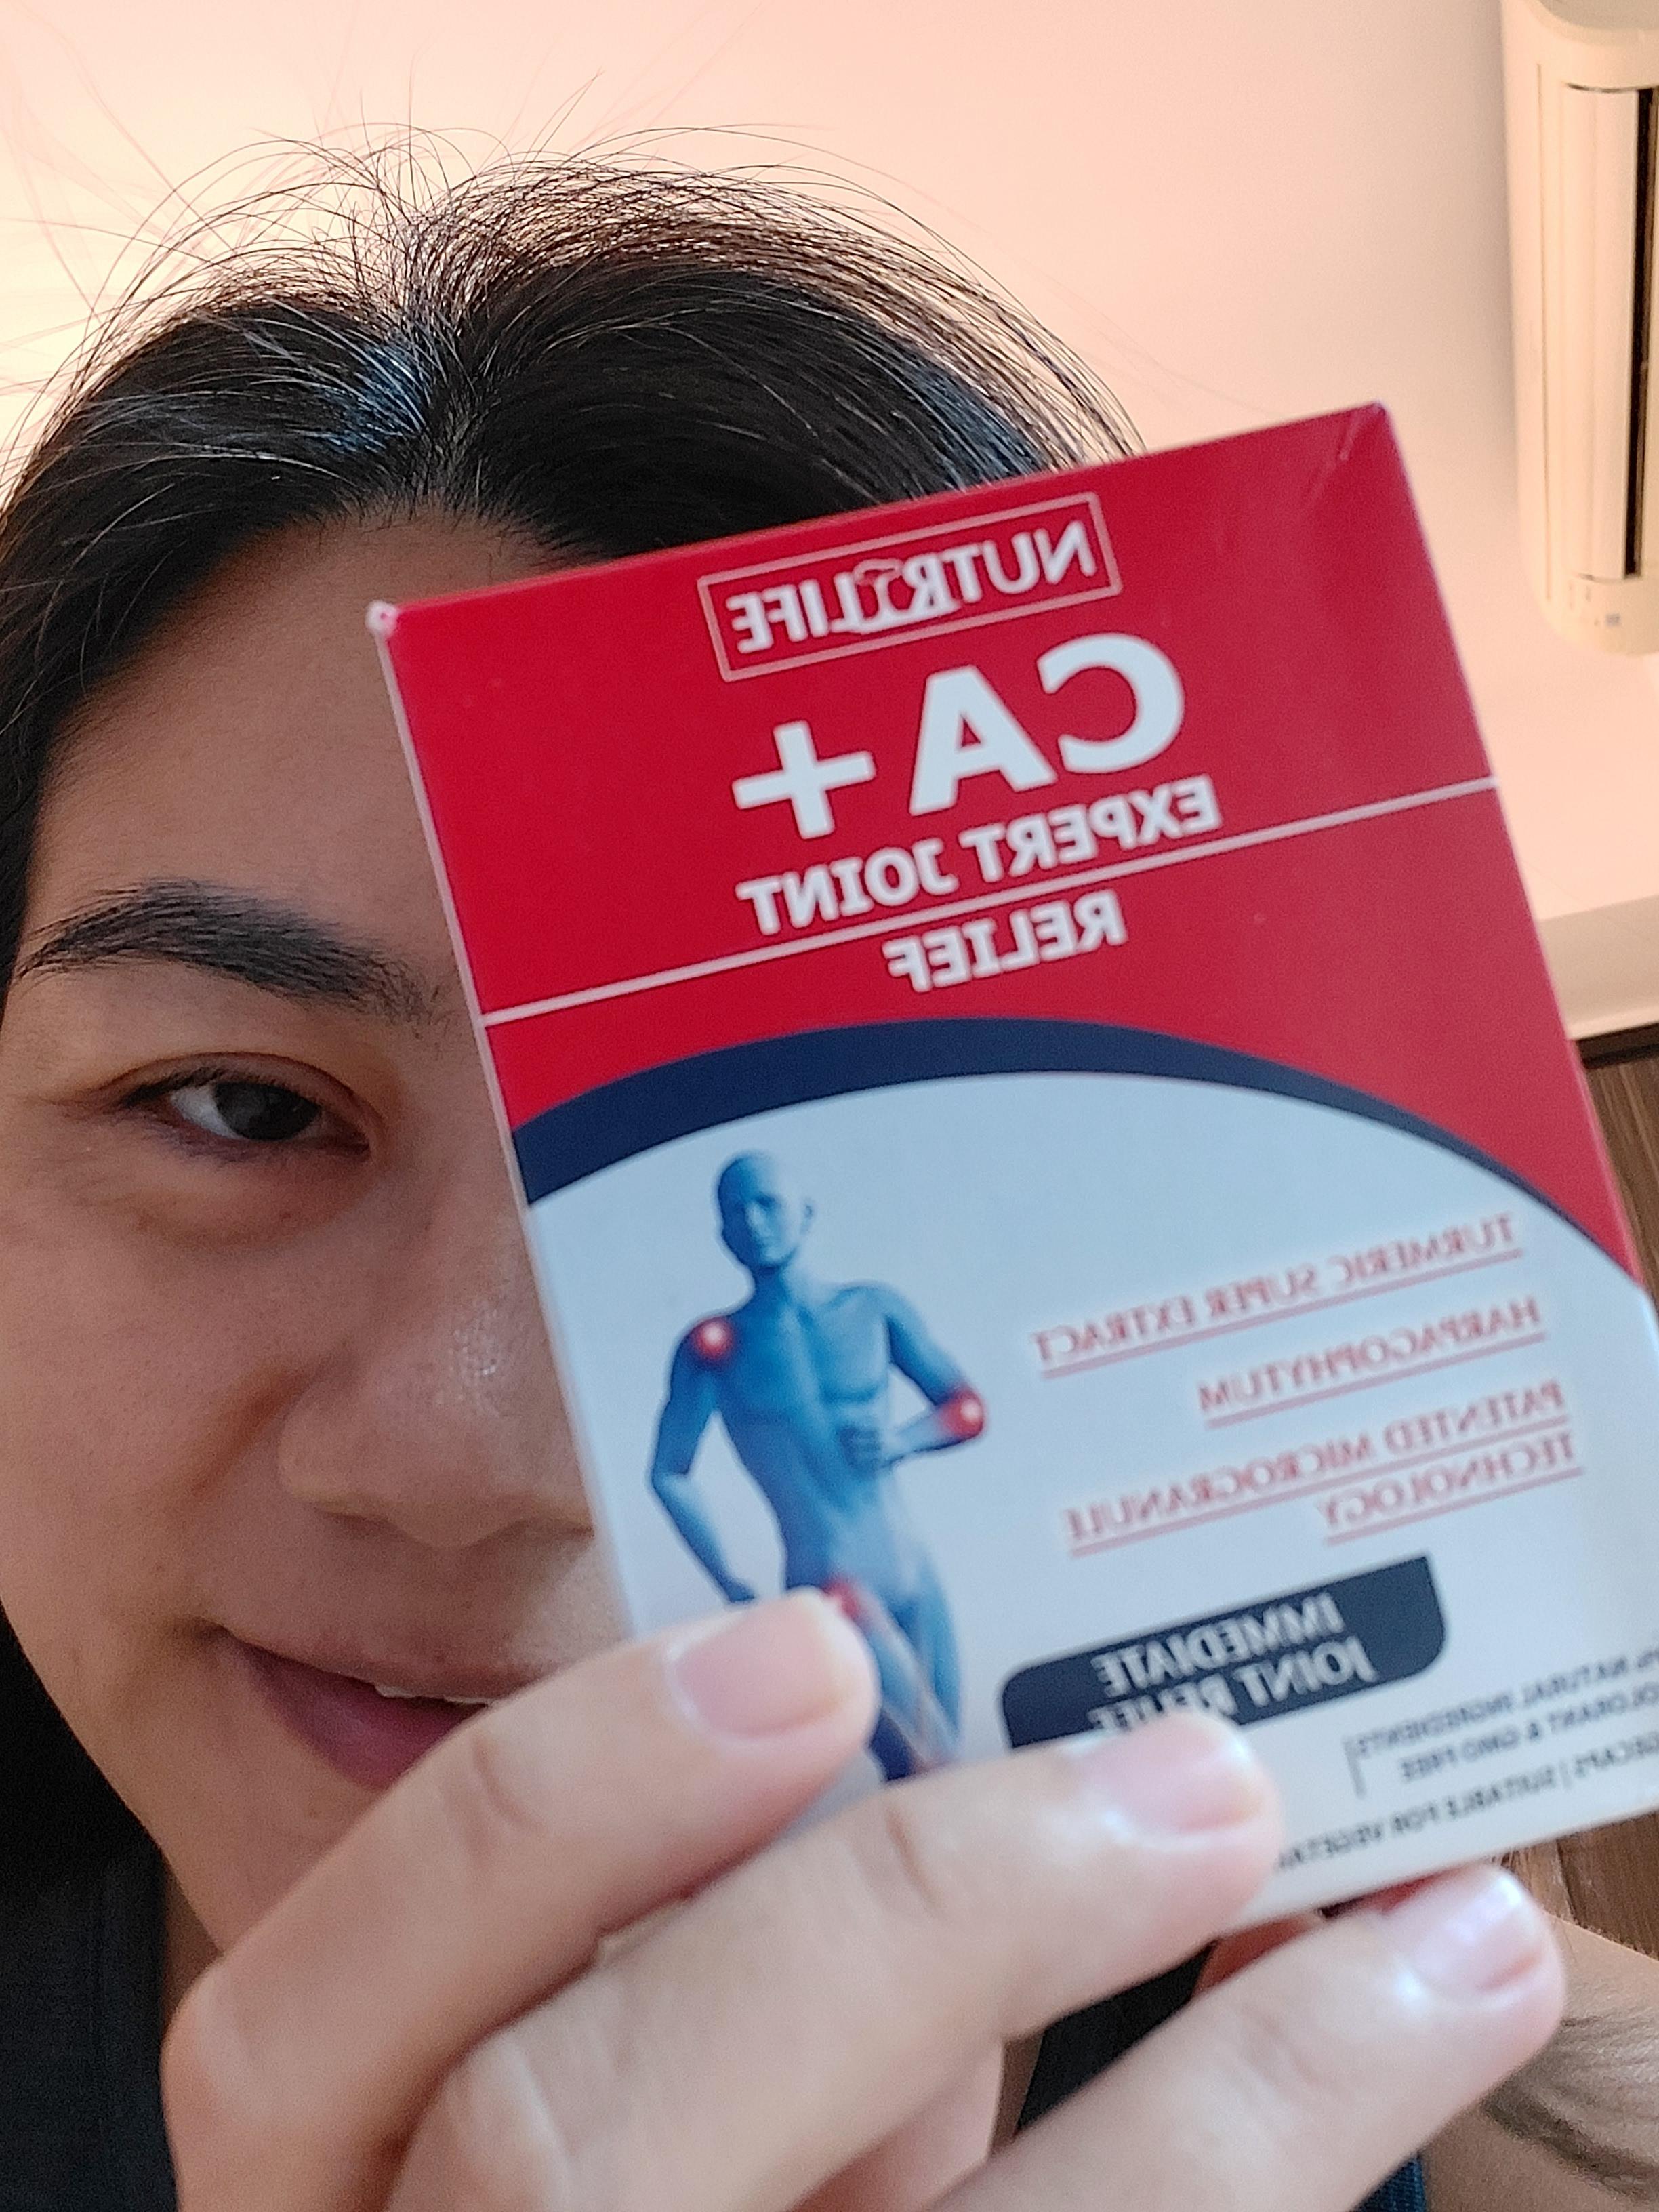 NUTRILIFE
CA+
EXPERT JOINT
RELIEF
TURMERIC SUPER EXTRACT
HARPAGOPHYTUM
PATENTED MICROGRANULE
TECHNOLOGY
IMMEDIATE
JOINT RELIEF
NATURAL INGREDIENTS
& GMO FREE
| SUITABLE FOR